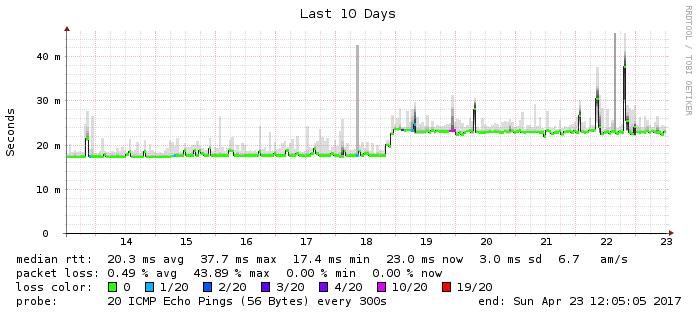 Last 10 Days
RRDTOOL / TOBI OETIKER
Seconds
40 m
30 m
20 m
10 m
0
14 15 16 17 18 19 20 21 22 23
median rtt: 20.3 ms avg 37.7 ms max 17.4 ms min 23.0 ms now 3.0 ms sd 6.7 am/s
packet loss: 0.49 % avg 43.89 % max 0.00 % min 0.00 % now
loss color: 0 1/20 2/20 3/20 4/20 10/20 19/20
probe: 20 ICMP Echo Pings (56 Bytes) every 300s end: Sun Apr 23 12:05:05 2017